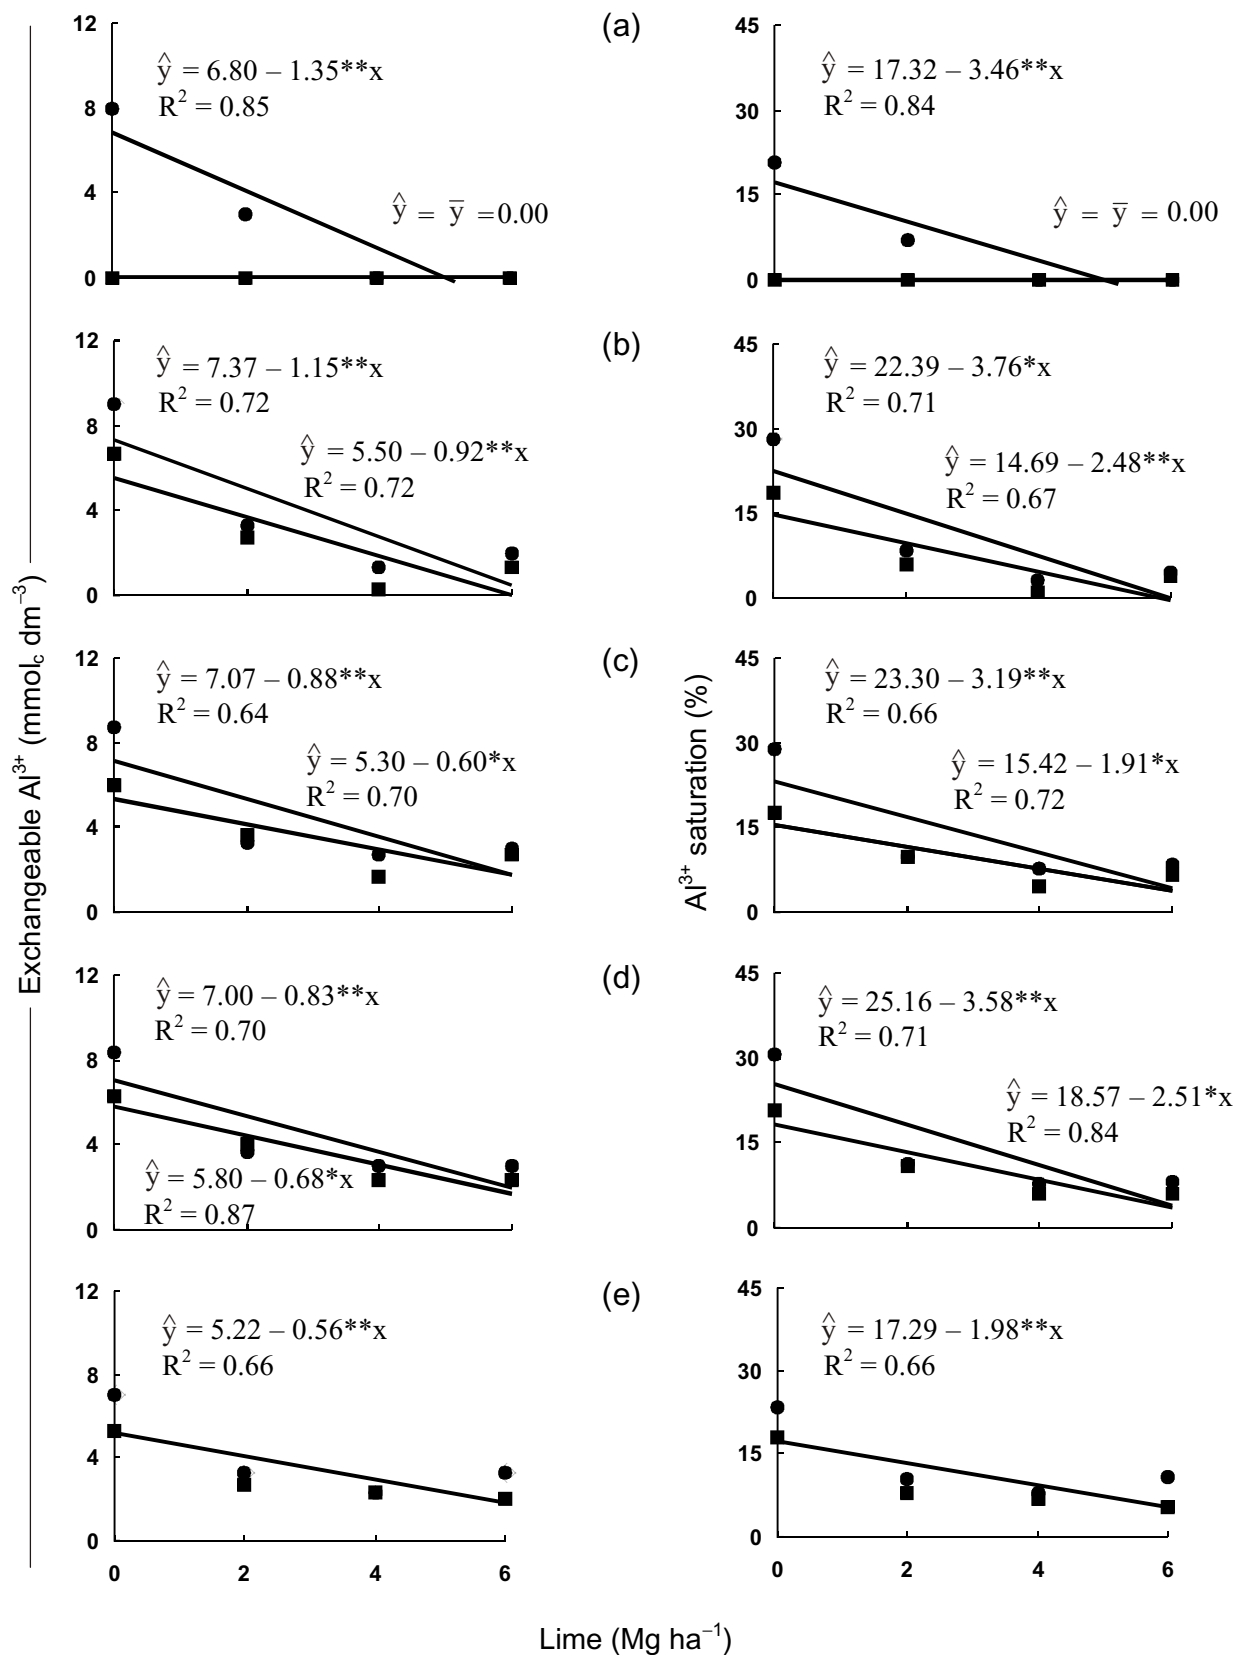 Exchangeable Al³⁺ (mmol_c dm⁻³)
Al³⁺ saturation (%)
(a)
12
8
4
0
ŷ = 6.80 – 1.35**x
R² = 0.85
ŷ = ȳ =0.00
45
30
15
0
ŷ = 17.32 – 3.46**x
R² = 0.84
ŷ = ȳ = 0.00
(b)
12
8
4
0
ŷ = 7.37 – 1.15**x
R² = 0.72
ŷ = 5.50 – 0.92**x
R² = 0.72
45
30
15
0
ŷ = 22.39 – 3.76*x
R² = 0.71
ŷ = 14.69 – 2.48**x
R² = 0.67
(c)
12
8
4
0
ŷ = 7.07 – 0.88**x
R² = 0.64
ŷ = 5.30 – 0.60*x
R² = 0.70
45
30
15
0
ŷ = 23.30 – 3.19**x
R² = 0.66
ŷ = 15.42 – 1.91*x
R² = 0.72
(d)
12
8
4
0
ŷ = 7.00 – 0.83**x
R² = 0.70
ŷ = 5.80 – 0.68*x
R² = 0.87
45
30
15
0
ŷ = 25.16 – 3.58**x
R² = 0.71
ŷ = 18.57 – 2.51*x
R² = 0.84
(e)
12
8
4
0
ŷ = 5.22 – 0.56**x
R² = 0.66
45
30
15
0
ŷ = 17.29 – 1.98**x
R² = 0.66
0 2 4 6
0 2 4 6
Lime (Mg ha⁻¹)